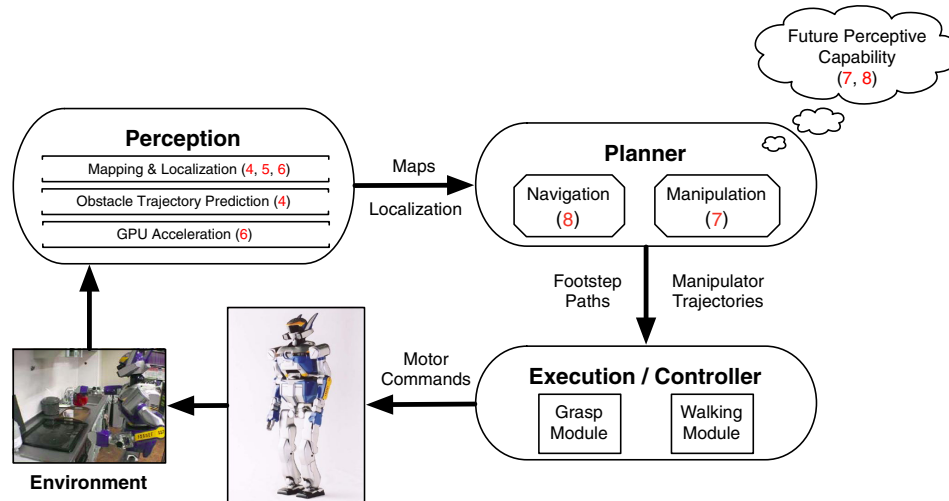 Future Perceptive
Capability
(7, 8)
Perception
Mapping & Localization (4, 5, 6)
Obstacle Trajectory Prediction (4)
GPU Acceleration (6)
Maps
Localization
Planner
Navigation
(8)
Manipulation
(7)
Footstep
Paths
Manipulator
Trajectories
Execution / Controller
Grasp
Module
Walking
Module
Motor
Commands
Environment